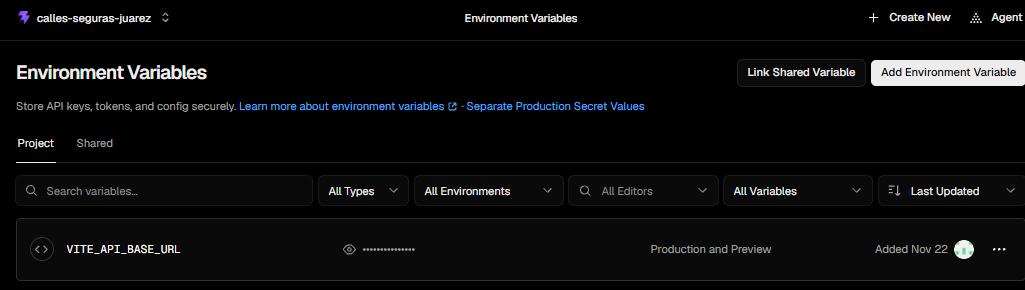 calles-seguras-juarez Environment Variables Create New Agent
Environment Variables
Link Shared Variable Add Environment Variable
Store API keys, tokens, and config securely. Learn more about environment variables · Separate Production Secret Values
Project Shared
Search variables... All Types All Environments All Editors All Variables Last Updated
VITE_API_BASE_URL ••••••••••••••• Production and Preview Added Nov 22